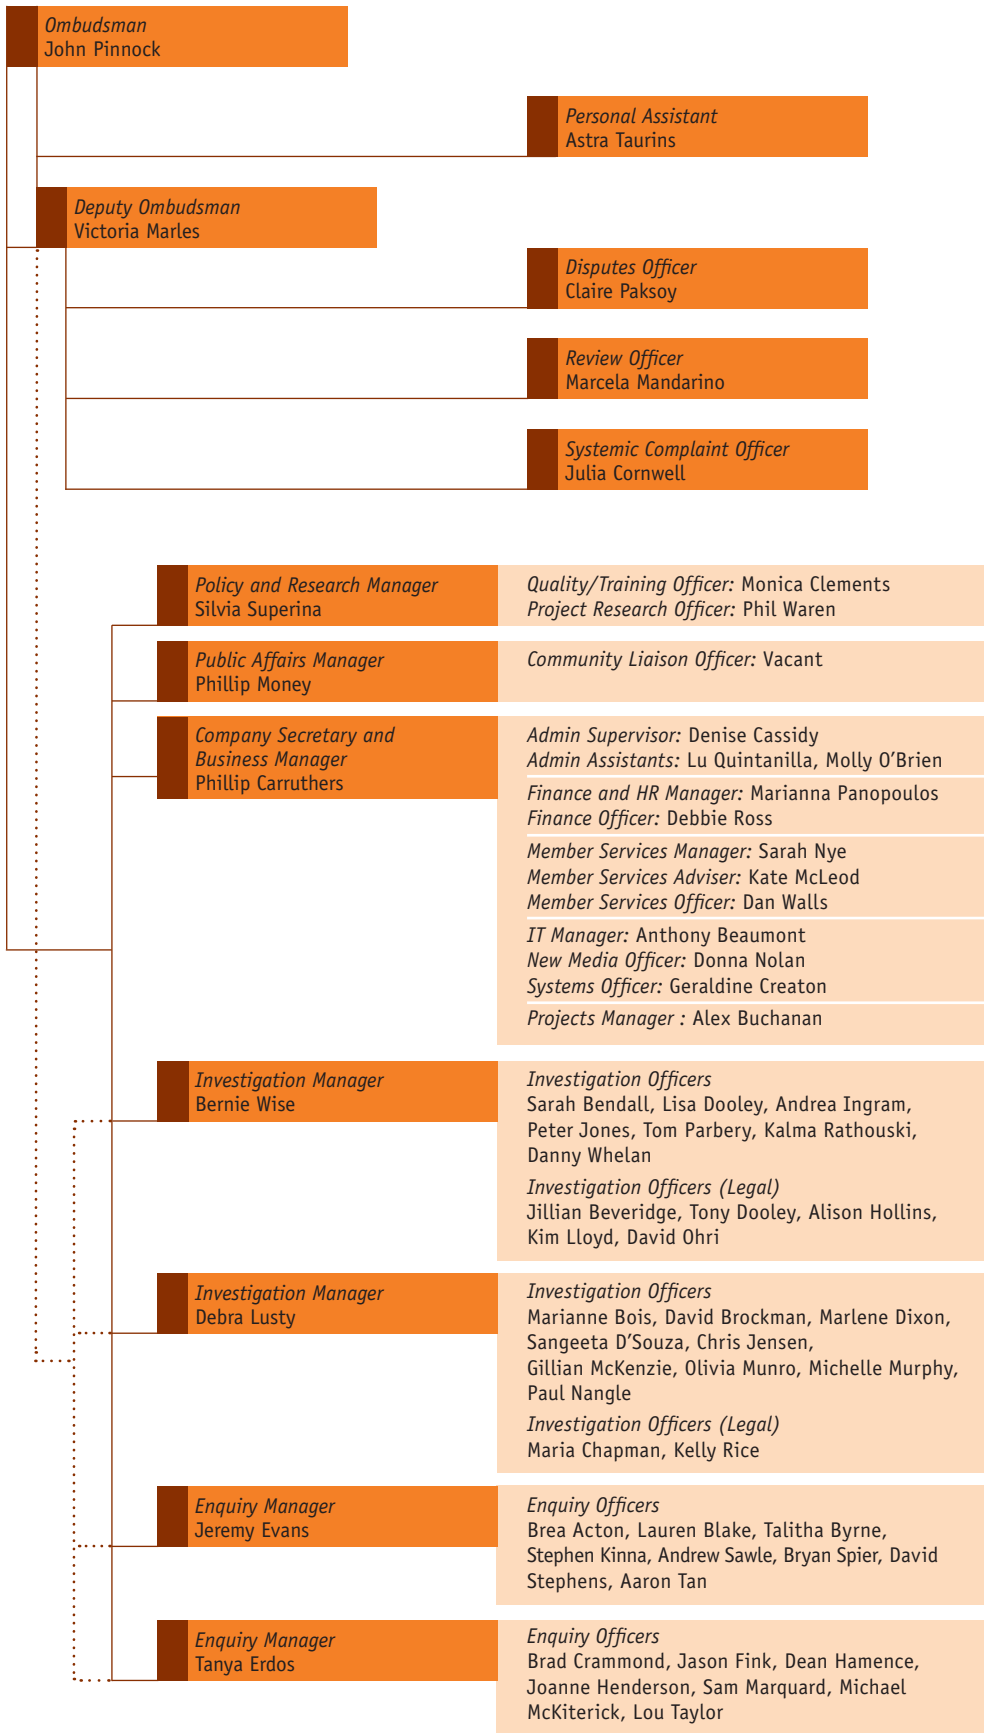 Ombudsman
John Pinnock
Personal Assistant
Astra Taurins
Deputy Ombudsman
Victoria Marles
Disputes Officer
Claire Paksoy
Review Officer
Marcela Mandarino
Systemic Complaint Officer
Julia Cornwell
Policy and Research Manager
Silvia Superina
Quality/Training Officer: Monica Clements
Project Research Officer: Phil Waren
Public Affairs Manager
Phillip Money
Community Liaison Officer: Vacant
Company Secretary and
Business Manager
Phillip Carruthers
Admin Supervisor: Denise Cassidy
Admin Assistants: Lu Quintanilla, Molly O'Brien
Finance and HR Manager: Marianna Panopoulos
Finance Officer: Debbie Ross
Member Services Manager: Sarah Nye
Member Services Adviser: Kate McLeod
Member Services Officer: Dan Walls
IT Manager: Anthony Beaumont
New Media Officer: Donna Nolan
Systems Officer: Geraldine Creaton
Projects Manager : Alex Buchanan
Investigation Manager
Bernie Wise
Investigation Officers
Sarah Bendall, Lisa Dooley, Andrea Ingram,
Peter Jones, Tom Parbery, Kalma Rathouski,
Danny Whelan
Investigation Officers (Legal)
Jillian Beveridge, Tony Dooley, Alison Hollins,
Kim Lloyd, David Ohri
Investigation Manager
Debra Lusty
Investigation Officers
Marianne Bois, David Brockman, Marlene Dixon,
Sangeeta D'Souza, Chris Jensen,
Gillian McKenzie, Olivia Munro, Michelle Murphy,
Paul Nangle
Investigation Officers (Legal)
Maria Chapman, Kelly Rice
Enquiry Manager
Jeremy Evans
Enquiry Officers
Brea Acton, Lauren Blake, Talitha Byrne,
Stephen Kinna, Andrew Sawle, Bryan Spier, David
Stephens, Aaron Tan
Enquiry Manager
Tanya Erdos
Enquiry Officers
Brad Crammond, Jason Fink, Dean Hamence,
Joanne Henderson, Sam Marquard, Michael
McKiterick, Lou Taylor